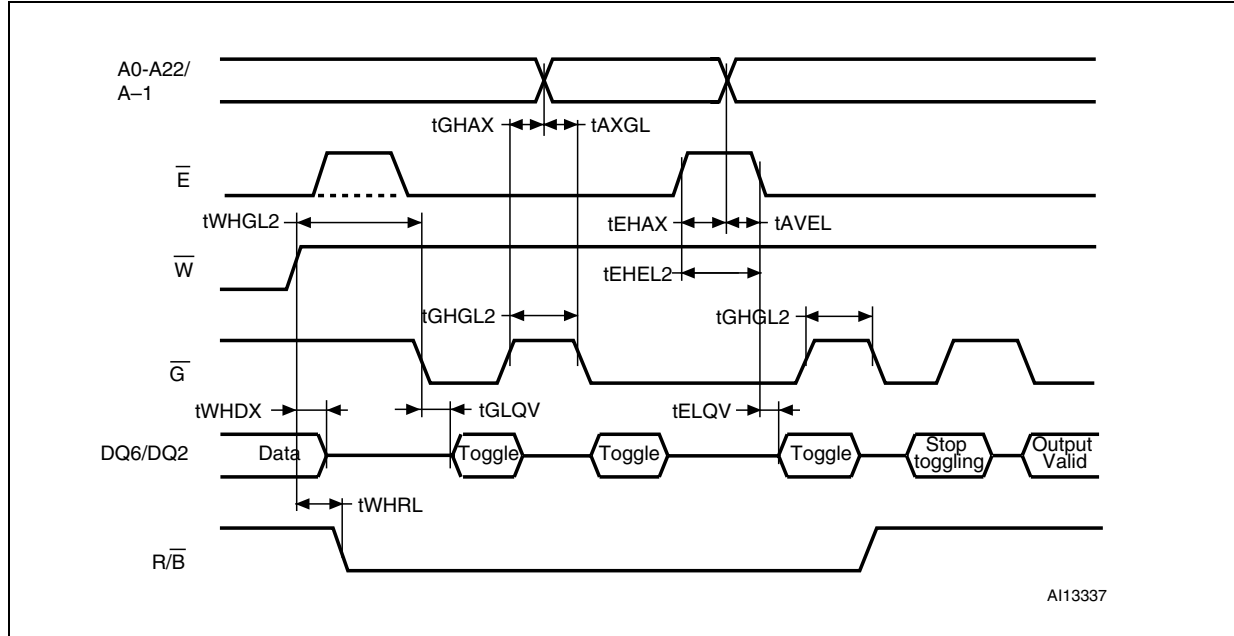 A0-A22/
A–1
tGHAX
tAXGL
E̅
tWHGL2
tEHAX
tAVEL
W̅
tEHEL2
tGHGL2
tGHGL2
G̅
tWHDX
tGLQV
tELQV
DQ6/DQ2
Data
Toggle
Toggle
Toggle
Stop
toggling
Output
Valid
tWHRL
R/B̅
AI13337